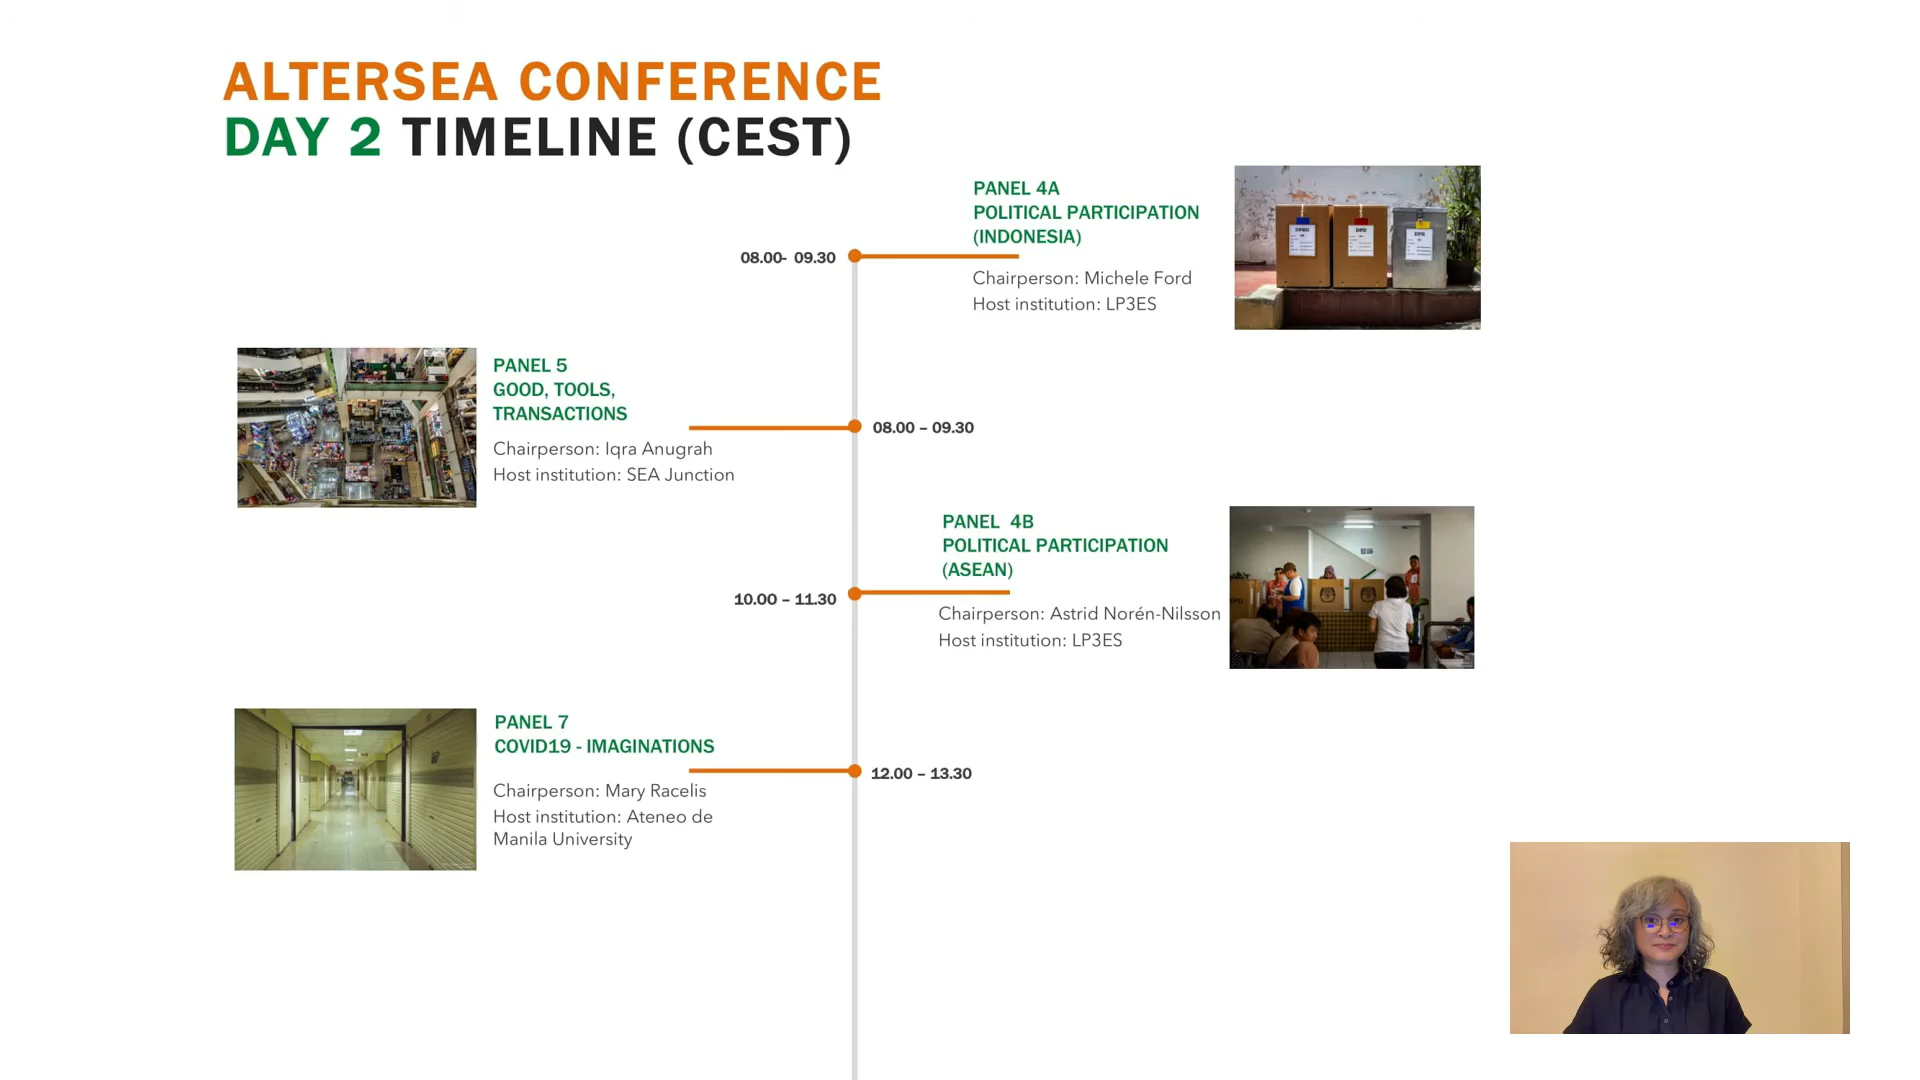 ALTERSEA CONFERENCE
DAY 2 TIMELINE (CEST)
PANEL 4A
POLITICAL PARTICIPATION
(INDONESIA)
08.00- 09.30
Chairperson: Michele Ford
Host institution: LP3ES
DPRD
DPD
DPR
PANEL 5
GOOD, TOOLS,
TRANSACTIONS
08.00 – 09.30
Chairperson: Iqra Anugrah
Host institution: SEA Junction
PANEL 4B
POLITICAL PARTICIPATION
(ASEAN)
10.00 – 11.30
Chairperson: Astrid Norén-Nilsson
Host institution: LP3ES
PANEL 7
COVID19 - IMAGINATIONS
12.00 – 13.30
Chairperson: Mary Racelis
Host institution: Ateneo de
Manila University